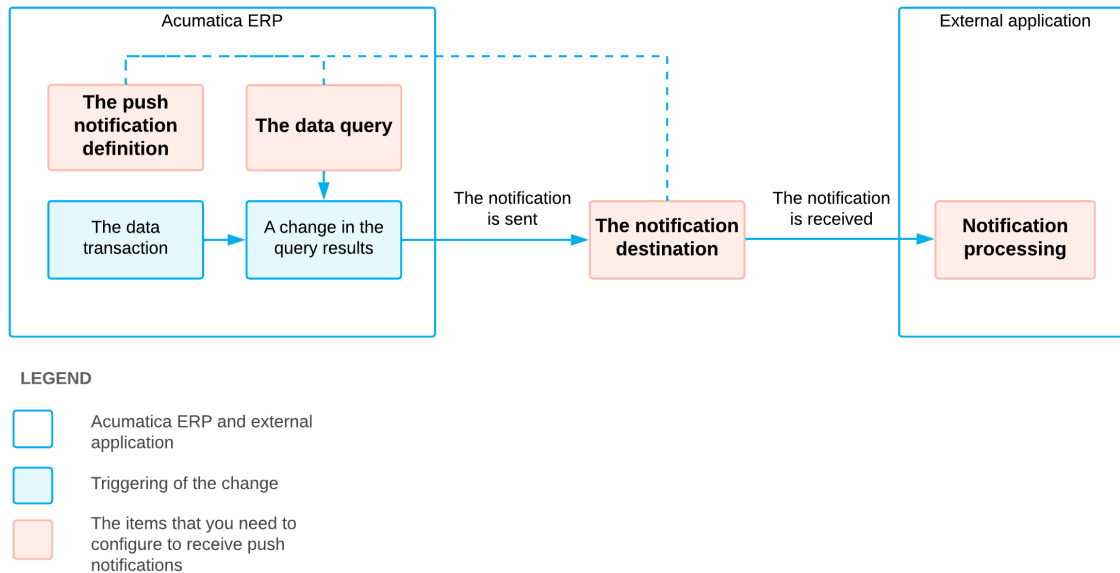 Acumatica ERP
External application
The push
notification
definition
The data query
The data
transaction
A change in the
query results
The notification
is sent
The notification
destination
The notification
is received
Notification
processing
LEGEND
Acumatica ERP and external
application
Triggering of the change
The items that you need to
configure to receive push
notifications